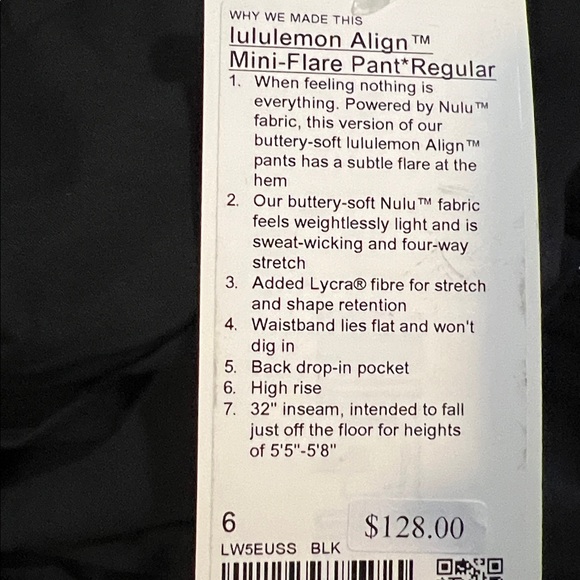 WHY WE MADE THIS
lululemon Align™
Mini-Flare Pant*Regular
1. When feeling nothing is
everything. Powered by Nulu™
fabric, this version of our
buttery-soft lululemon Align™
pants has a subtle flare at the
hem
2. Our buttery-soft Nulu™ fabric
feels weightlessly light and is
sweat-wicking and four-way
stretch
3. Added Lycra® fibre for stretch
and shape retention
4. Waistband lies flat and won't
dig in
5. Back drop-in pocket
6. High rise
7. 32" inseam, intended to fall
just off the floor for heights
of 5'5"-5'8"
6
$128.00
LW5EUSS BLK